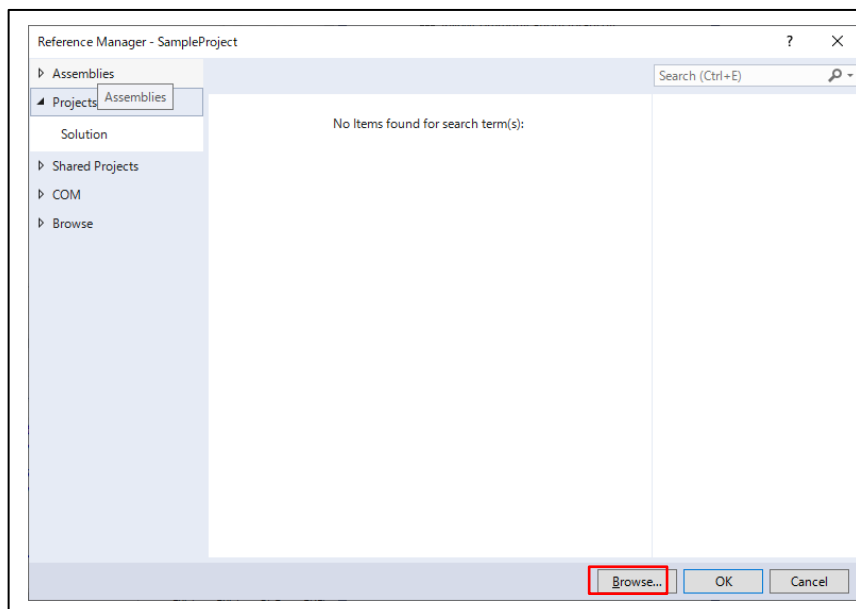 Reference Manager - SampleProject
?
Assemblies
Search (Ctrl+E)
Projects
Assemblies
No Items found for search term(s):
Solution
Shared Projects
COM
Browse
Browse...
OK
Cancel